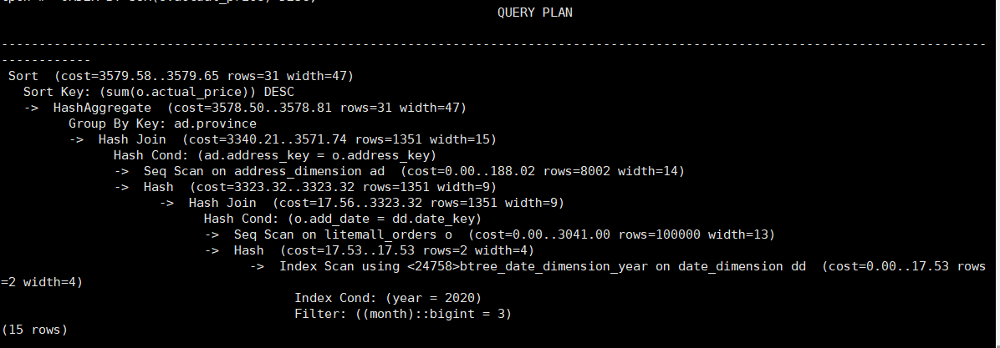 QUERY PLAN
-----------------------------------------------------------------------------------------------------------------------------------
------------
 Sort  (cost=3579.58..3579.65 rows=31 width=47)
   Sort Key: (sum(o.actual_price)) DESC
   ->  HashAggregate  (cost=3578.50..3578.81 rows=31 width=47)
         Group By Key: ad.province
         ->  Hash Join  (cost=3340.21..3571.74 rows=1351 width=15)
               Hash Cond: (ad.address_key = o.address_key)
               ->  Seq Scan on address_dimension ad  (cost=0.00..188.02 rows=8002 width=14)
               ->  Hash  (cost=3323.32..3323.32 rows=1351 width=9)
                     ->  Hash Join  (cost=17.56..3323.32 rows=1351 width=9)
                           Hash Cond: (o.add_date = dd.date_key)
                           ->  Seq Scan on litemall_orders o  (cost=0.00..3041.00 rows=100000 width=13)
                           ->  Hash  (cost=17.53..17.53 rows=2 width=4)
                                 ->  Index Scan using <24758>btree_date_dimension_year on date_dimension dd  (cost=0.00..17.53 rows
=2 width=4)
                                       Index Cond: (year = 2020)
                                       Filter: ((month)::bigint = 3)
(15 rows)